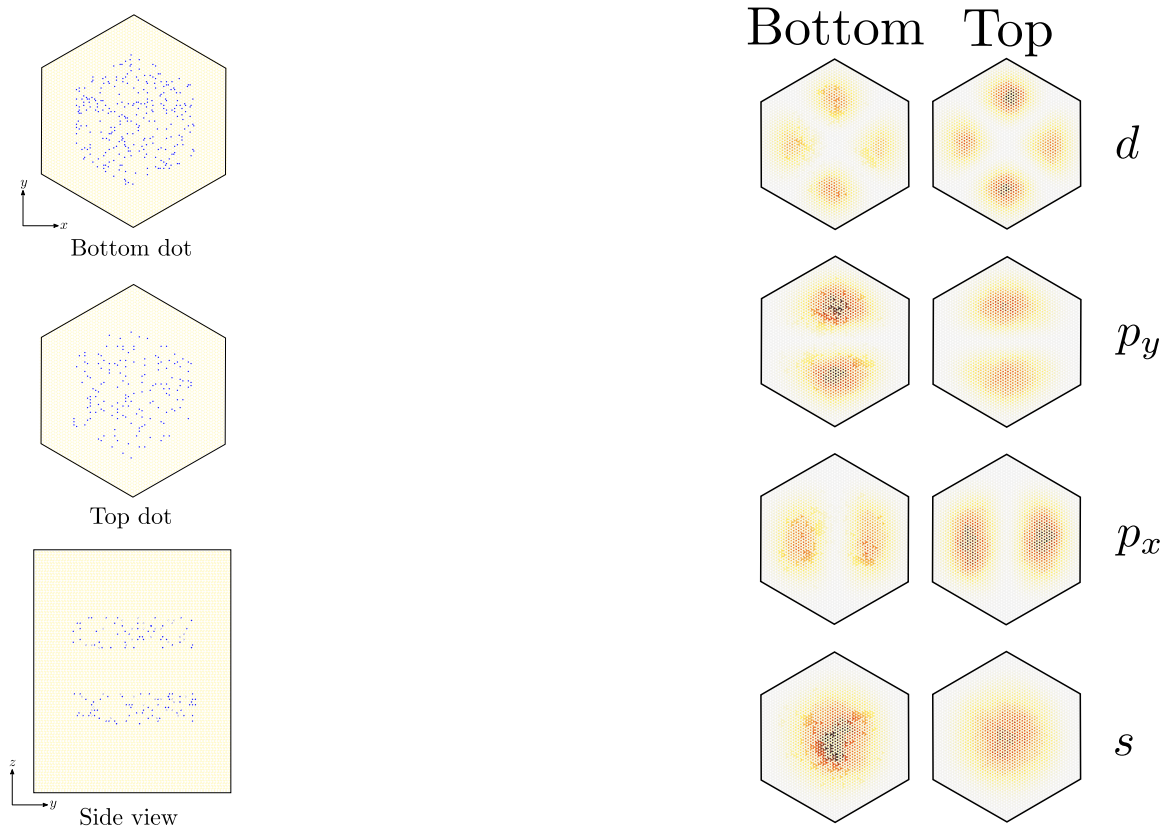 y
x
Bottom dot
Top dot
z
y
Side view
Bottom Top
d
p_y
p_x
s